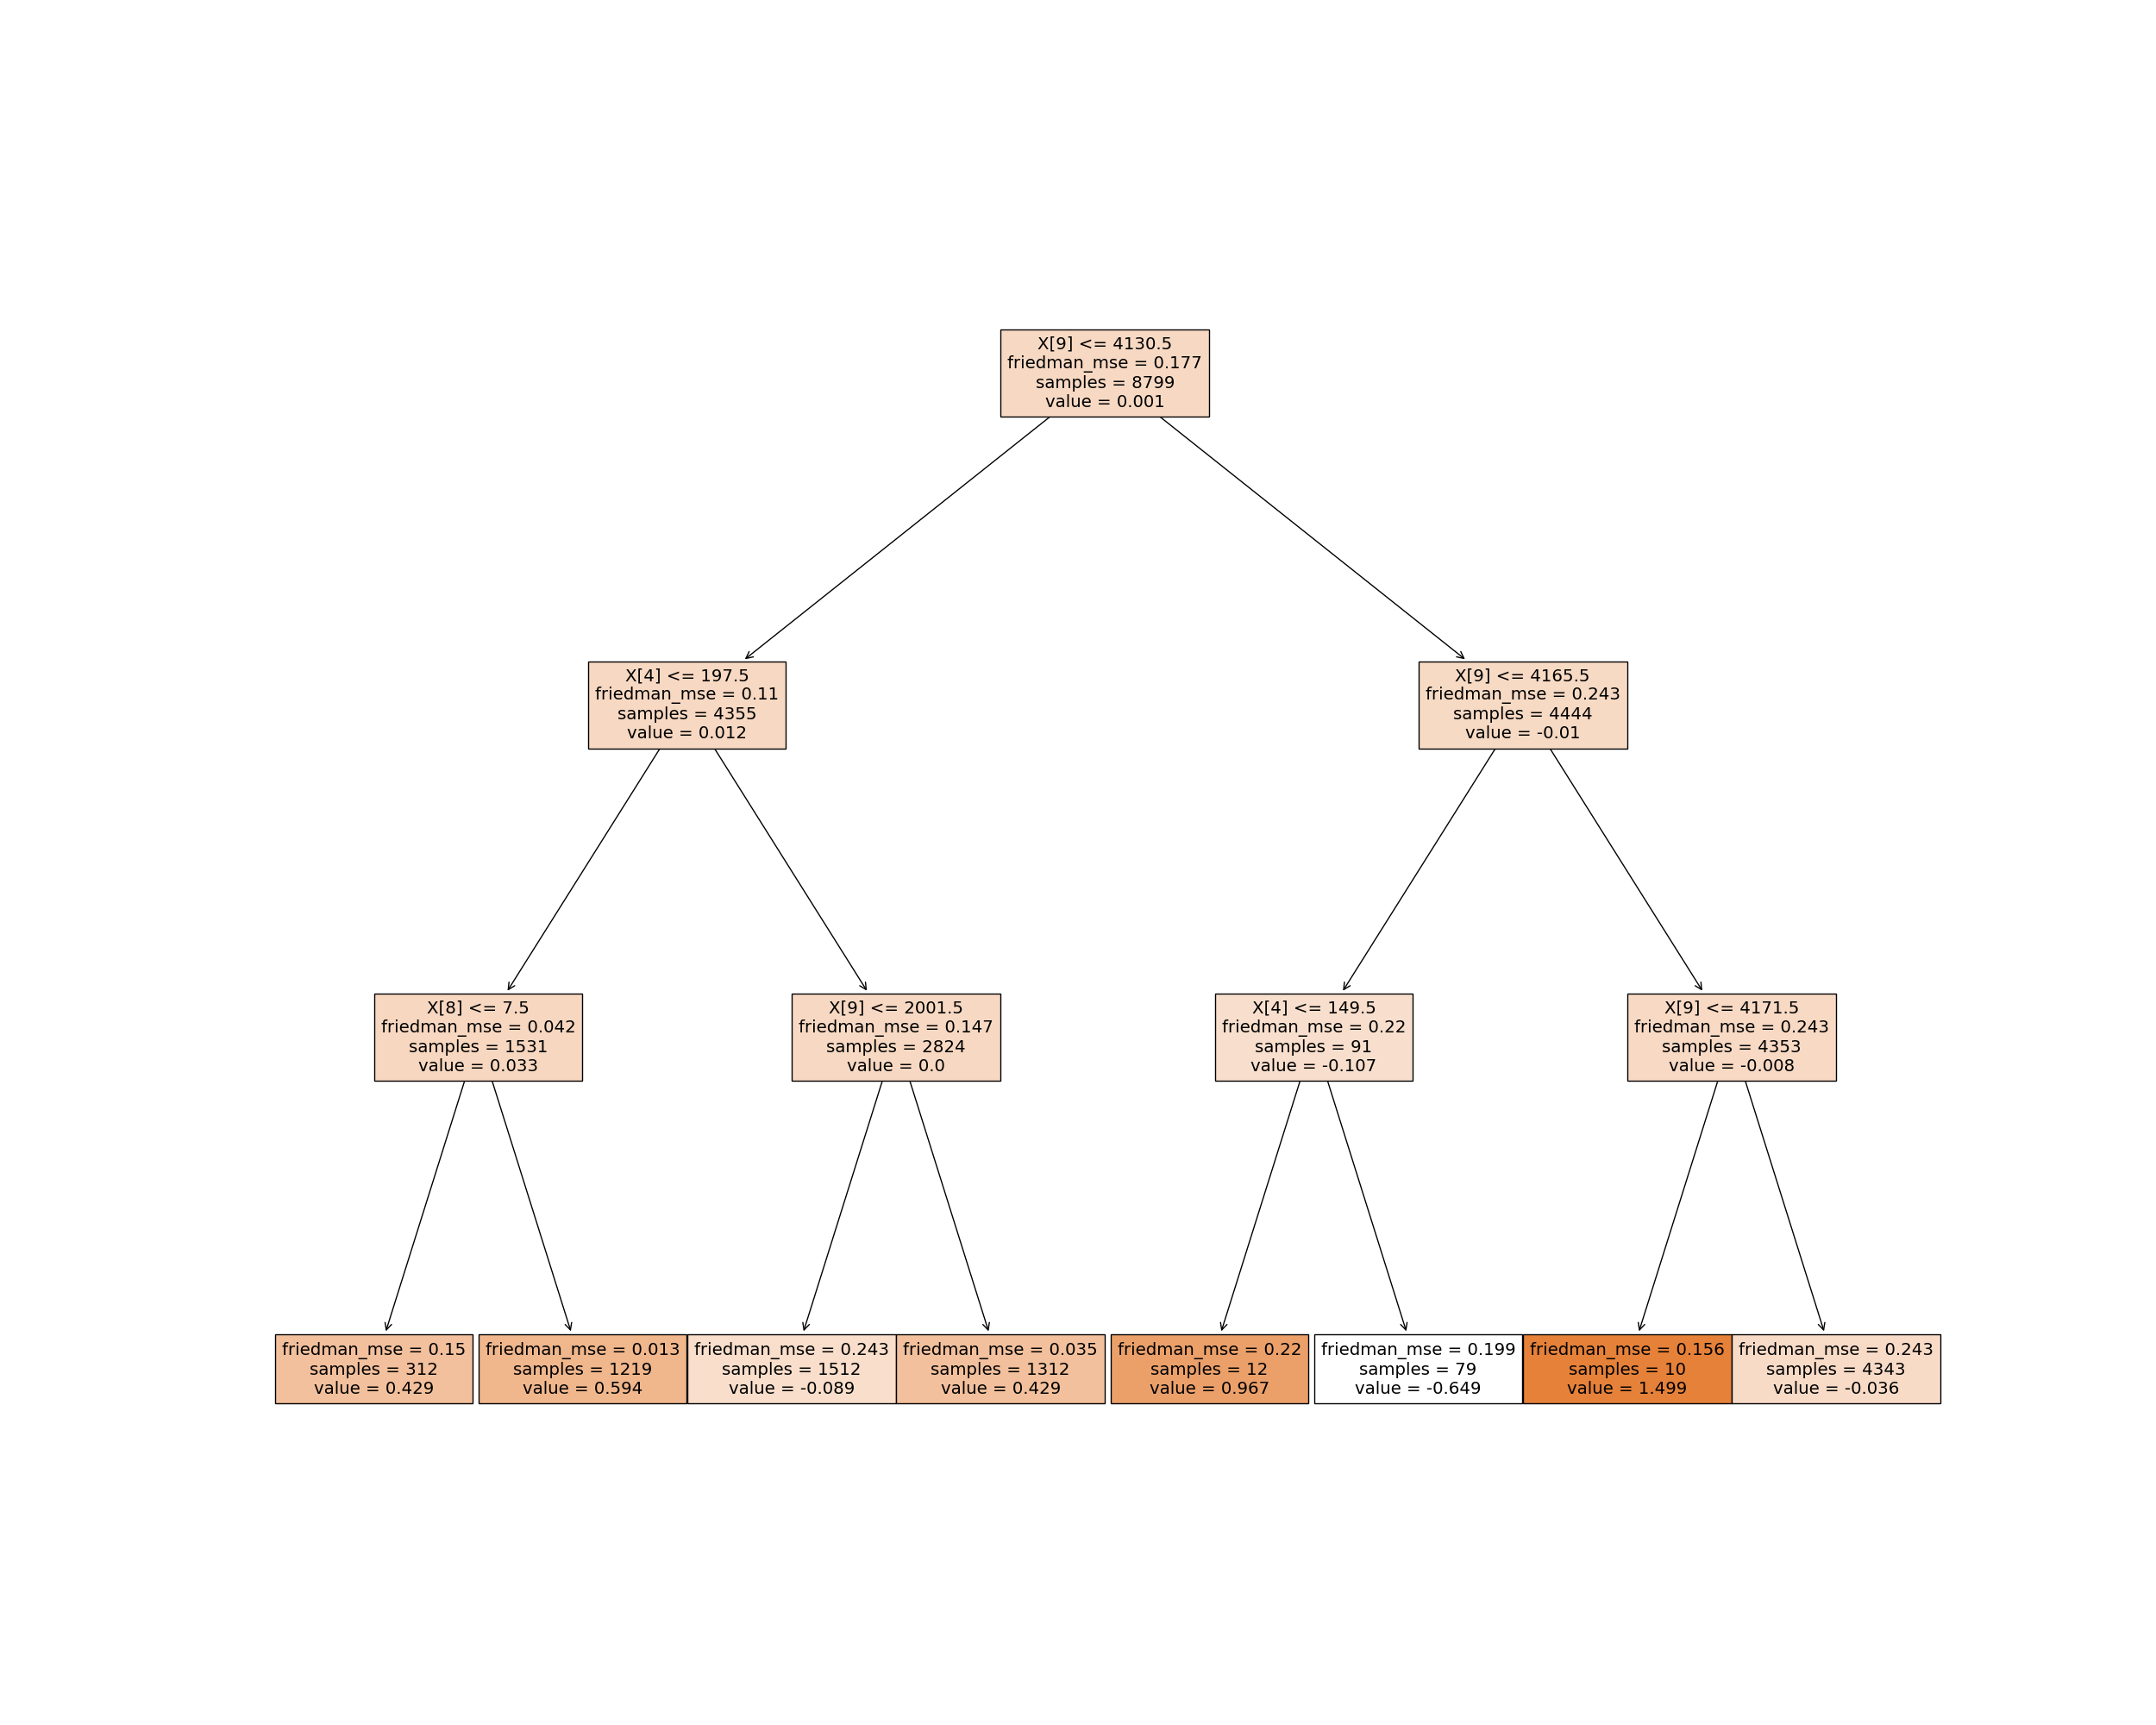 X[9] <= 4130.5
friedman_mse = 0.177
samples = 8799
value = 0.001
X[4] <= 197.5
friedman_mse = 0.11
samples = 4355
value = 0.012
X[9] <= 4165.5
friedman_mse = 0.243
samples = 4444
value = -0.01
X[8] <= 7.5
friedman_mse = 0.042
samples = 1531
value = 0.033
X[9] <= 2001.5
friedman_mse = 0.147
samples = 2824
value = 0.0
X[4] <= 149.5
friedman_mse = 0.22
samples = 91
value = -0.107
X[9] <= 4171.5
friedman_mse = 0.243
samples = 4353
value = -0.008
friedman_mse = 0.15
samples = 312
value = 0.429
friedman_mse = 0.013
samples = 1219
value = 0.594
friedman_mse = 0.243
samples = 1512
value = -0.089
friedman_mse = 0.035
samples = 1312
value = 0.429
friedman_mse = 0.22
samples = 12
value = 0.967
friedman_mse = 0.199
samples = 79
value = -0.649
friedman_mse = 0.156
samples = 10
value = 1.499
friedman_mse = 0.243
samples = 4343
value = -0.036